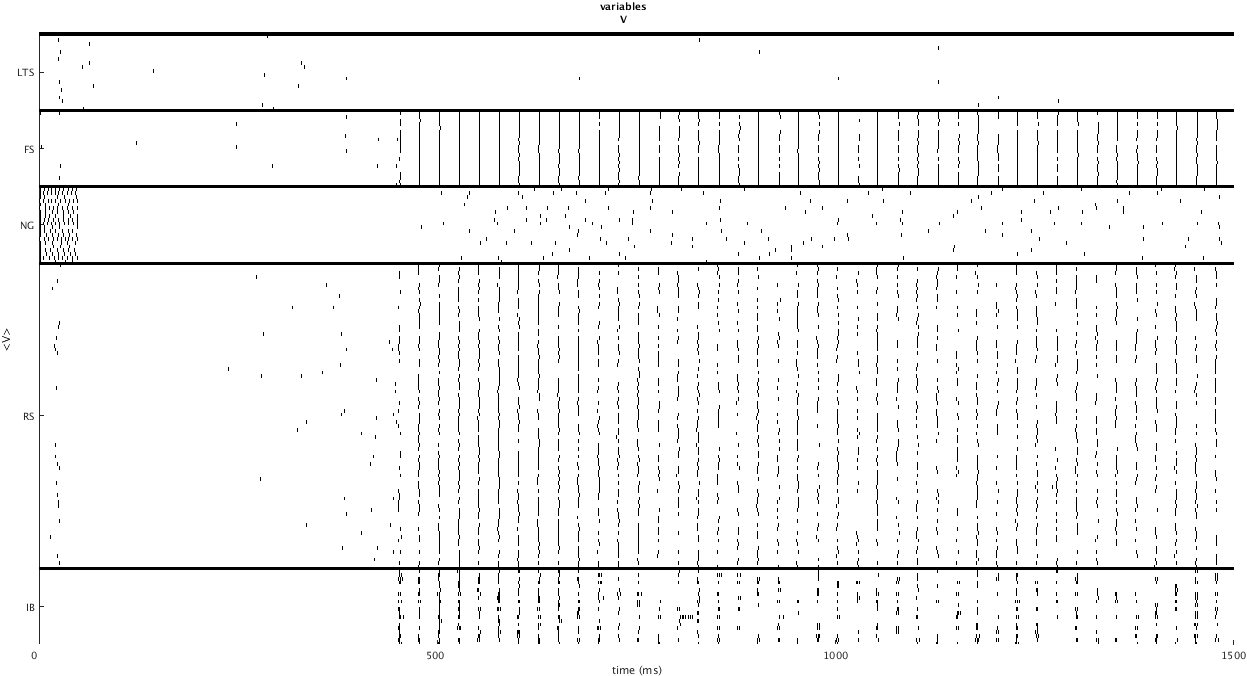 variables
V
LTS
FS
NG
<V>
RS
IB
0
500
1000
1500
time (ms)